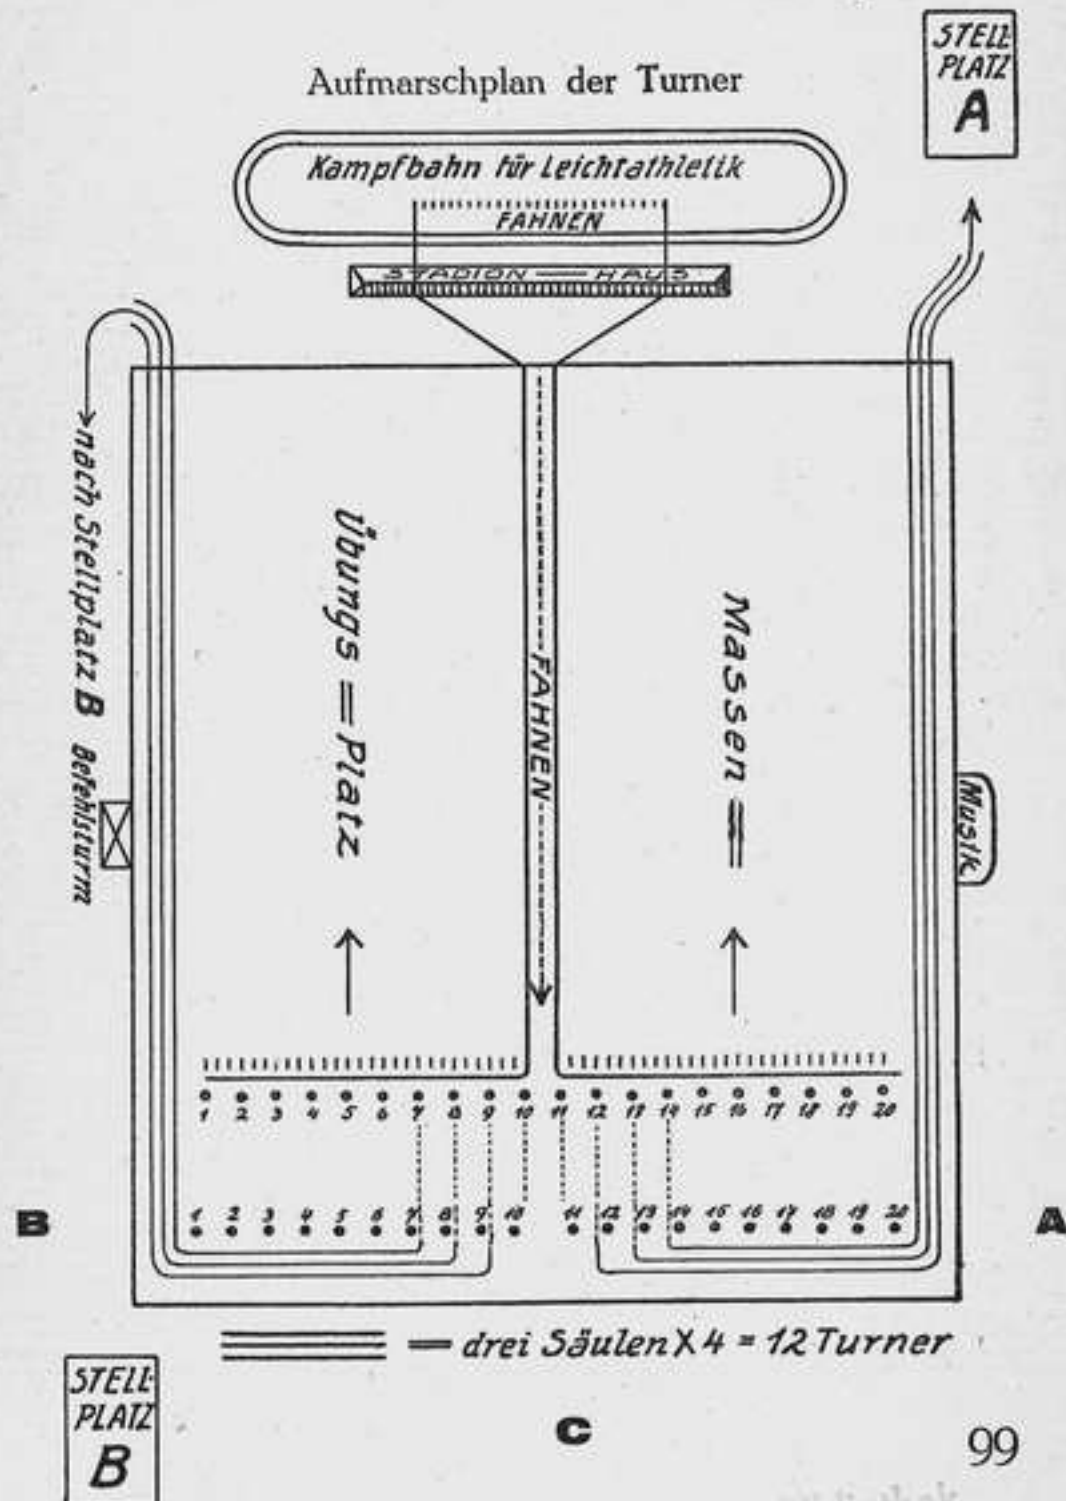 STELL-
PLATZ
A
Aufmarschplan der Turner
Kampfbahn für Leichtathletik
FAHNEN
STADION — HAUS
nach Stellplatz B
Befehlsturm
Übungs = Platz
FAHNEN
Massen =
Musik
1 2 3 4 5 6 7 8 9 10 11 12 13 14 15 16 17 18 19 20
B
1 2 3 4 5 6 7 8 9 10 11 12 13 14 15 16 17 18 19 20
A
= drei Säulen X 4 = 12 Turner
STELL-
PLATZ
B
C
99